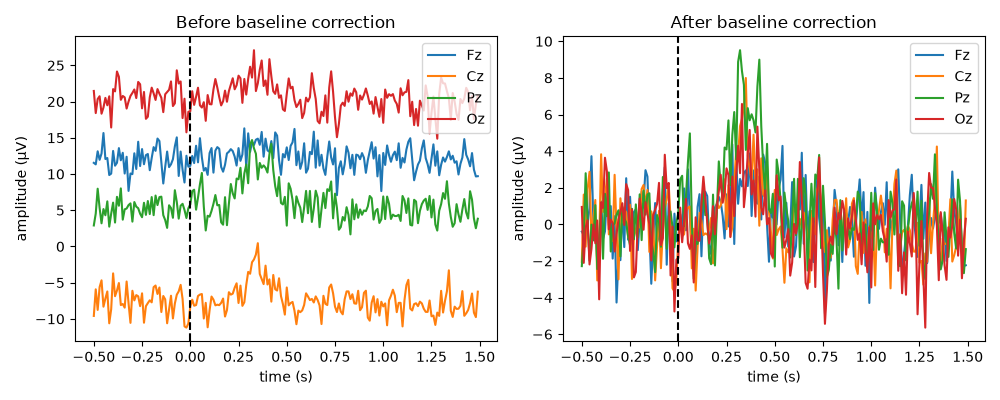 Before baseline correction
After baseline correction
amplitude (µV)
25
20
15
10
5
0
−5
−10
−0.50
−0.25
0.00
0.25
0.50
0.75
1.00
1.25
1.50
time (s)
Fz
Cz
Pz
Oz
amplitude (µV)
10
8
6
4
2
0
−2
−4
−6
−0.50
−0.25
0.00
0.25
0.50
0.75
1.00
1.25
1.50
time (s)
Fz
Cz
Pz
Oz